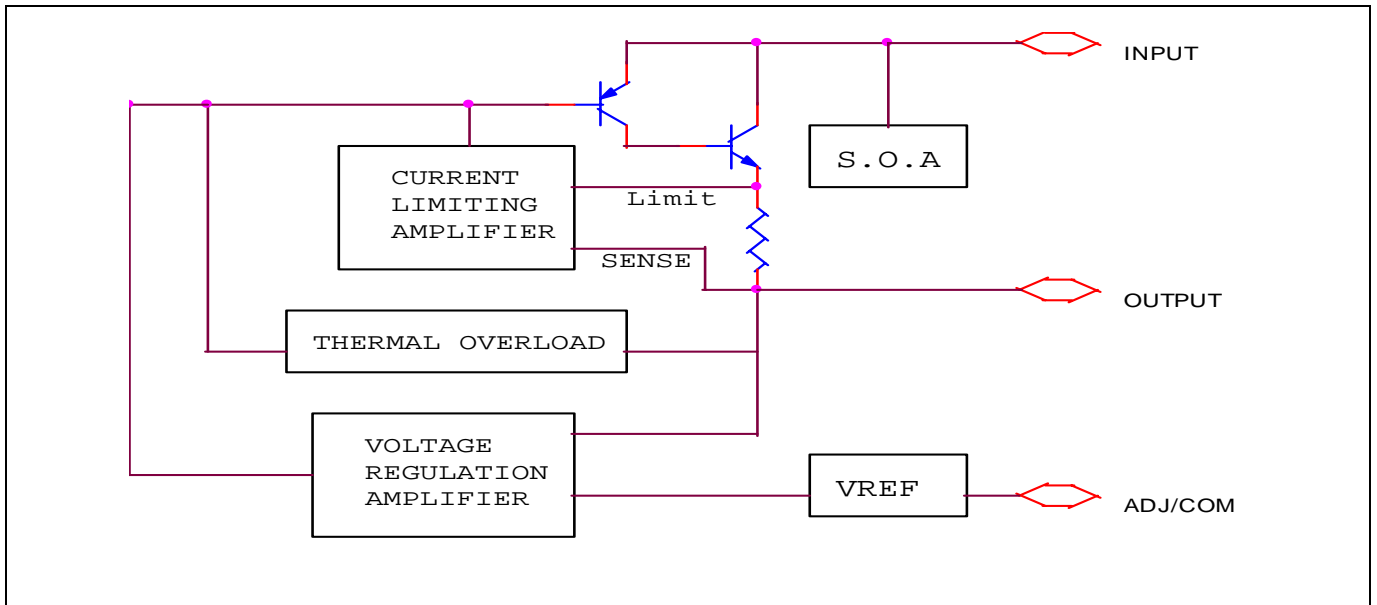 INPUT
S.O.A
CURRENT
LIMITING
AMPLIFIER
Limit
SENSE
OUTPUT
THERMAL OVERLOAD
VOLTAGE
REGULATION
AMPLIFIER
VREF
ADJ/COM